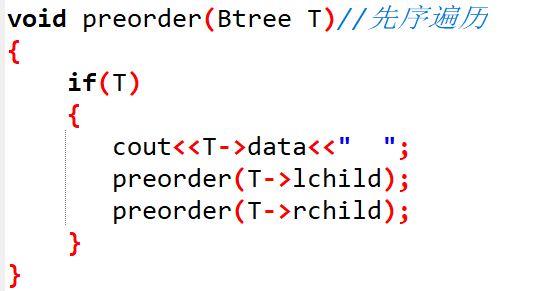 void preorder(Btree T)//先序遍历
{
    if(T)
    {
       cout<<T->data<<"  ";
       preorder(T->lchild);
       preorder(T->rchild);
    }
}